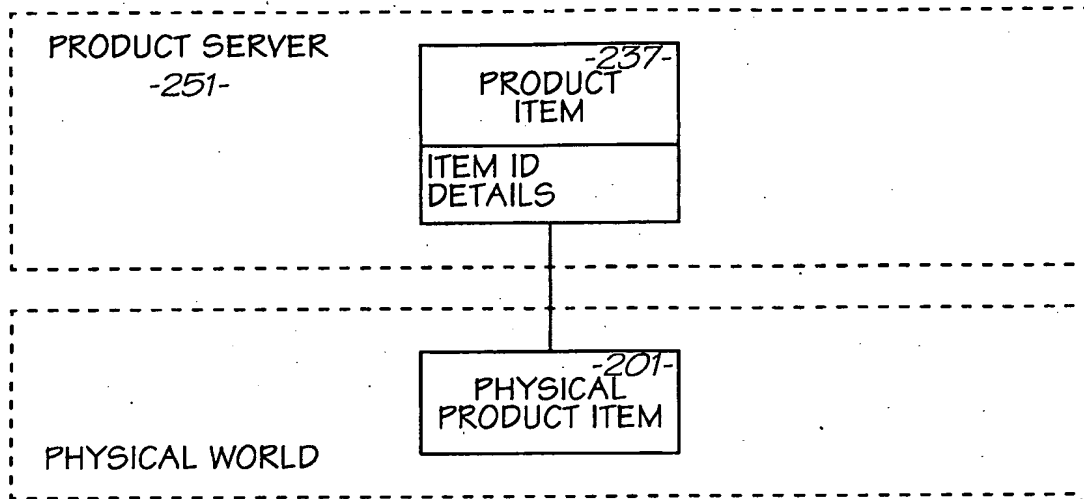 PRODUCT SERVER
-251-
-237-
PRODUCT
ITEM
ITEM ID
DETAILS
-201-
PHYSICAL
PRODUCT ITEM
PHYSICAL WORLD